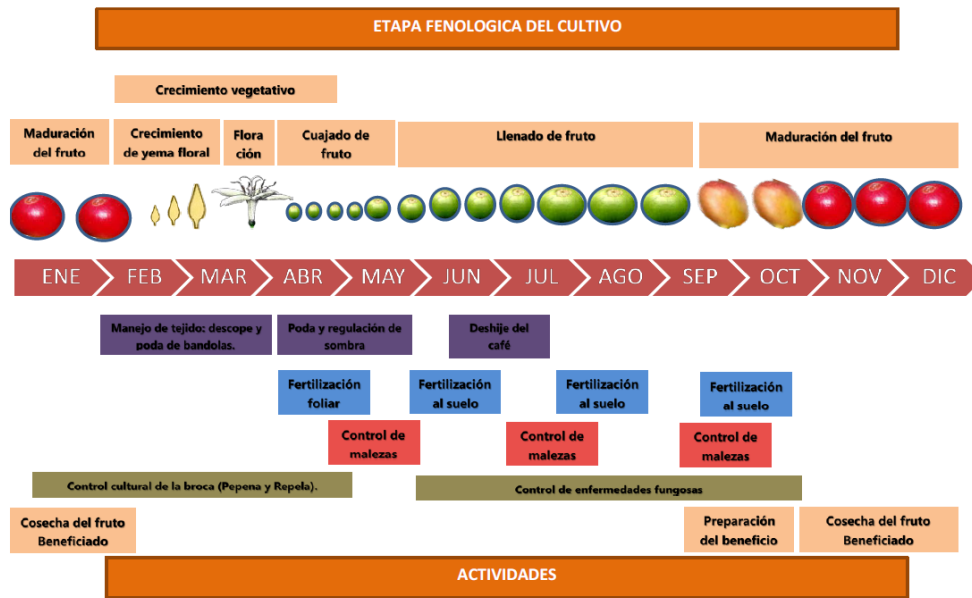 ETAPA FENOLOGICA DEL CULTIVO
Crecimiento vegetativo
Maduración
del fruto
Crecimiento
de yema floral
Flora
ción
Cuajado de
fruto
Llenado de fruto
Maduración del fruto
ENE
FEB
MAR
ABR
MAY
JUN
JUL
AGO
SEP
OCT
NOV
DIC
Manejo de tejido: descope y
poda de bandolas.
Poda y regulación de
sombra
Deshije del
café
Fertilización
foliar
Fertilización
al suelo
Fertilización
al suelo
Fertilización
al suelo
Control de
malezas
Control de
malezas
Control de
malezas
Control cultural de la broca (Pepena y Repela).
Control de enfermedades fungosas
Cosecha del fruto
Beneficiado
Preparación
del beneficio
Cosecha del fruto
Beneficiado
ACTIVIDADES